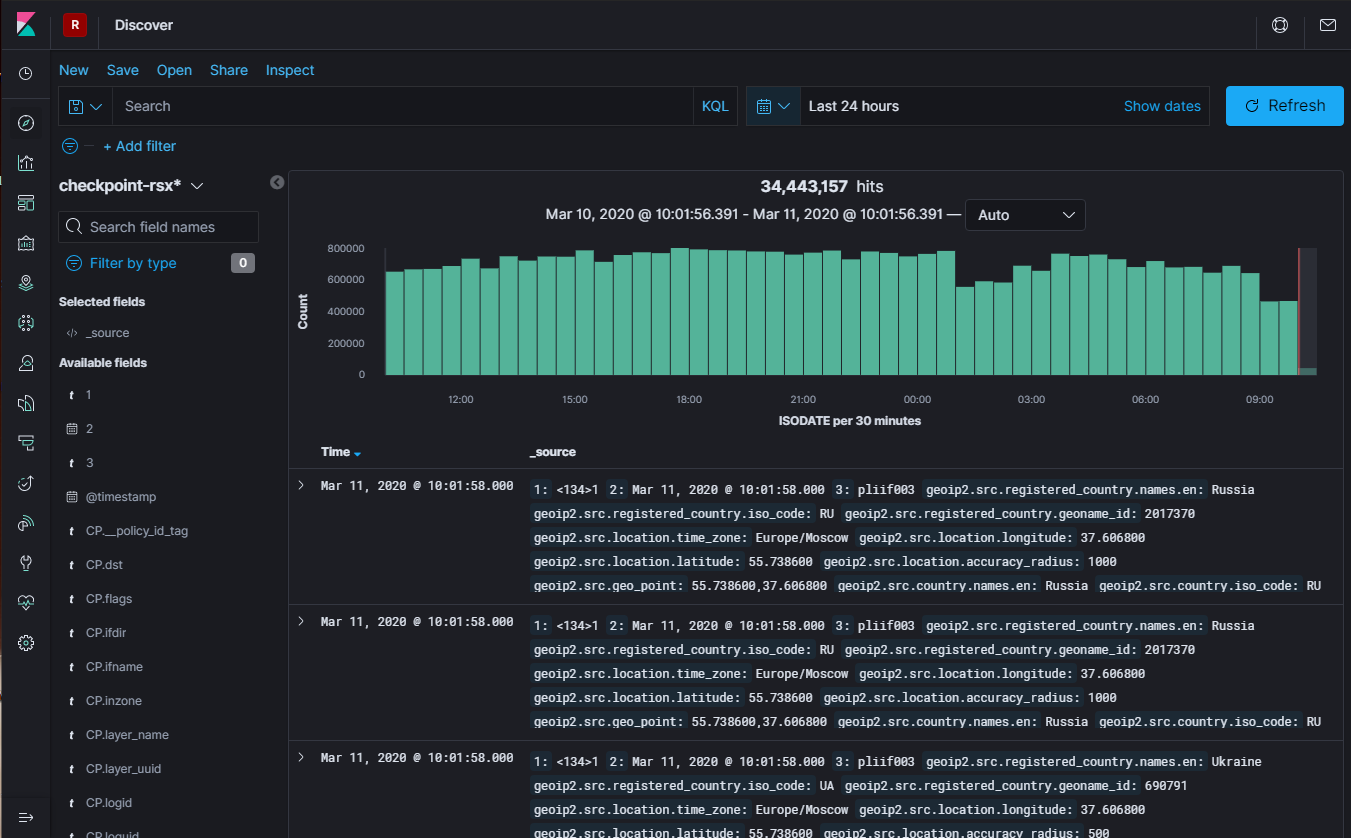 R Discover
New Save Open Share Inspect
Search KQL Last 24 hours Show dates Refresh
+ Add filter
checkpoint-rsx*
Search field names
Filter by type 0
Selected fields
</> _source
Available fields
t 1
2
t 3
@timestamp
t CP.__policy_id_tag
t CP.dst
t CP.flags
t CP.ifdir
t CP.ifname
t CP.inzone
t CP.layer_name
t CP.layer_uuid
t CP.logid
t CP.loguid
34,443,157 hits
Mar 10, 2020 @ 10:01:56.391 - Mar 11, 2020 @ 10:01:56.391 — Auto
Count
800000
600000
400000
200000
0
12:00 15:00 18:00 21:00 00:00 03:00 06:00 09:00
ISODATE per 30 minutes
Time _source
Mar 11, 2020 @ 10:01:58.000 1: <134>1 2: Mar 11, 2020 @ 10:01:58.000 3: pliif003 geoip2.src.registered_country.names.en: Russia
geoip2.src.registered_country.iso_code: RU geoip2.src.registered_country.geoname_id: 2017370
geoip2.src.location.time_zone: Europe/Moscow geoip2.src.location.longitude: 37.606800
geoip2.src.location.latitude: 55.738600 geoip2.src.location.accuracy_radius: 1000
geoip2.src.geo_point: 55.738600,37.606800 geoip2.src.country.names.en: Russia geoip2.src.country.iso_code: RU
Mar 11, 2020 @ 10:01:58.000 1: <134>1 2: Mar 11, 2020 @ 10:01:58.000 3: pliif003 geoip2.src.registered_country.names.en: Russia
geoip2.src.registered_country.iso_code: RU geoip2.src.registered_country.geoname_id: 2017370
geoip2.src.location.time_zone: Europe/Moscow geoip2.src.location.longitude: 37.606800
geoip2.src.location.latitude: 55.738600 geoip2.src.location.accuracy_radius: 1000
geoip2.src.geo_point: 55.738600,37.606800 geoip2.src.country.names.en: Russia geoip2.src.country.iso_code: RU
Mar 11, 2020 @ 10:01:58.000 1: <134>1 2: Mar 11, 2020 @ 10:01:58.000 3: pliif003 geoip2.src.registered_country.names.en: Ukraine
geoip2.src.registered_country.iso_code: UA geoip2.src.registered_country.geoname_id: 690791
geoip2.src.location.time_zone: Europe/Moscow geoip2.src.location.longitude: 37.606800
geoip2.src.location.latitude: 55.738600 geoip2.src.location.accuracy_radius: 500